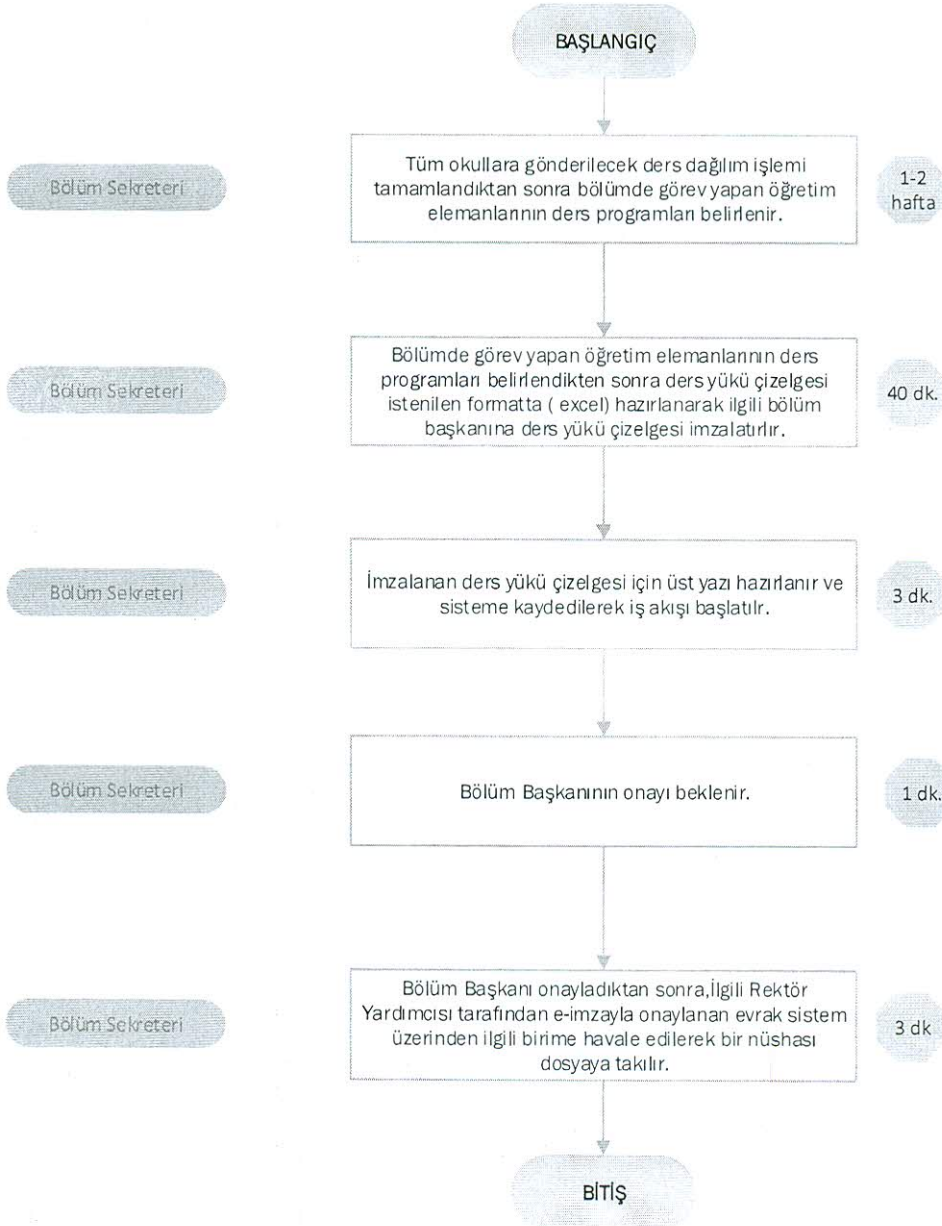 BAŞLANGIÇ
Bölüm Sekreteri
Tüm okullara gönderilecek ders dağılım işlemi
tamamlandıktan sonra bölümde görev yapan öğretim
elemanlarının ders programları belirlenir.
1-2
hafta
Bölüm Sekreteri
Bölümde görev yapan öğretim elemanlarının ders
programları belirlendikten sonra ders yükü çizelgesi
istenilen formatta ( excel) hazırlanarak ilgili bölüm
başkanına ders yükü çizelgesi imzalatırlır.
40 dk.
Bölüm Sekreteri
İmzalanan ders yükü çizelgesi için üst yazı hazırlanır ve
sisteme kaydedilerek iş akışı başlatılr.
3 dk.
Bölüm Sekreteri
Bölüm Başkanının onayı beklenir.
1 dk.
Bölüm Sekreteri
Bölüm Başkanı onayladıktan sonra,İlgili Rektör
Yardımcısı tarafından e-imzayla onaylanan evrak sistem
üzerinden ilgili birime havale edilerek bir nüshası
dosyaya takılır.
3 dk
BİTİŞ